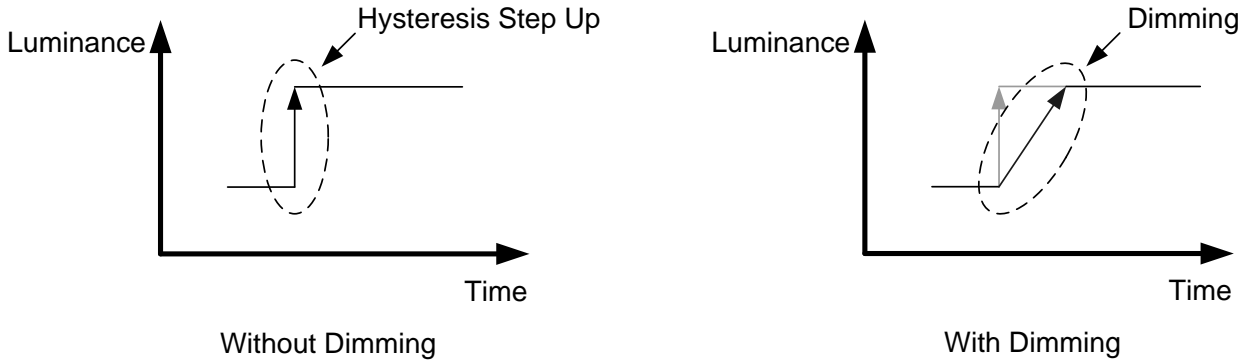 Hysteresis Step Up
Luminance
Time
Without Dimming
Dimming
Luminance
Time
With Dimming